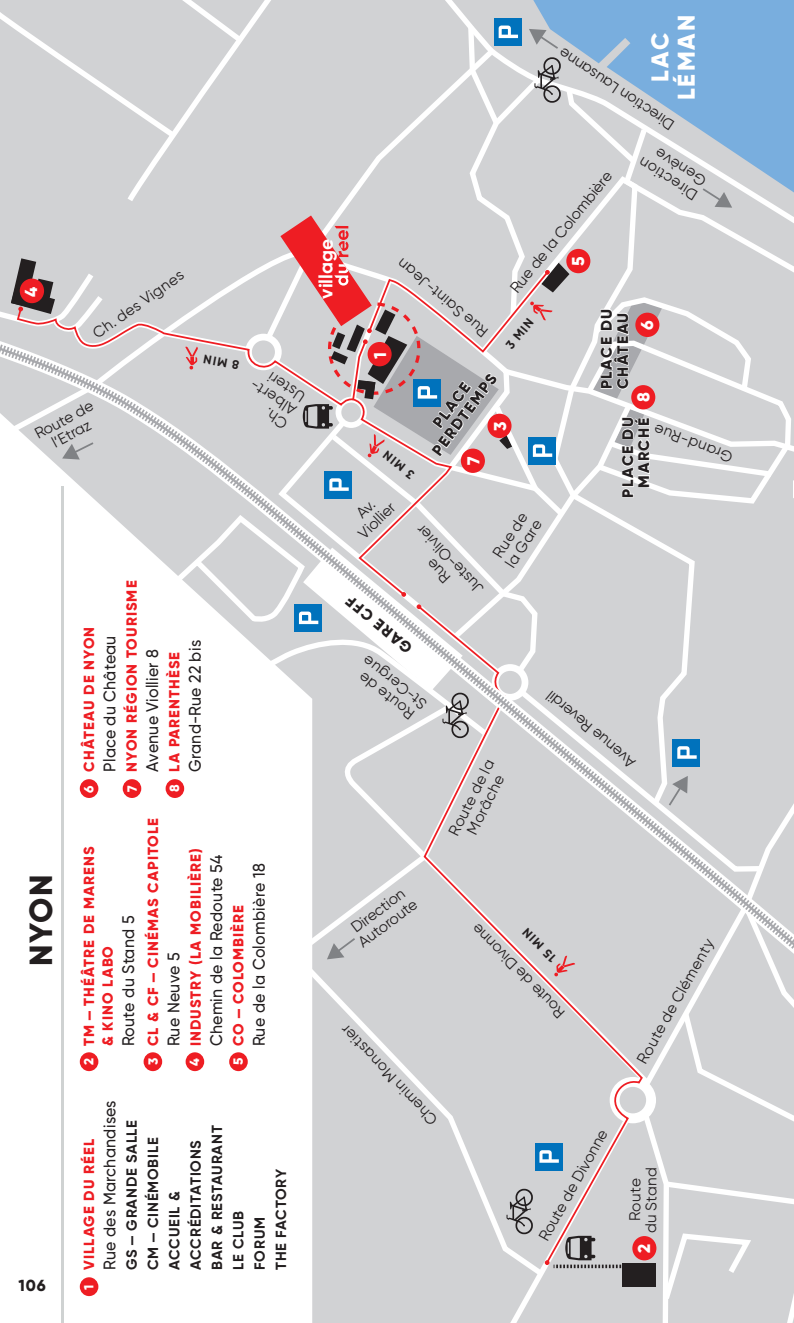 106
NYON
1 VILLAGE DU RÉEL
Rue des Marchandises
GS – GRANDE SALLE
CM – CINÉMOBILE
ACCUEIL &
ACCRÉDITATIONS
BAR & RESTAURANT
LE CLUB
FORUM
THE FACTORY
2 TM – THÉÂTRE DE MARENS
& KINO LABO
Route du Stand 5
3 CL & CF – CINÉMAS CAPITOLE
Rue Neuve 5
4 INDUSTRY (LA MOBILIÈRE)
Chemin de la Redoute 54
5 CO – COLOMBIÈRE
Rue de la Colombière 18
6 CHÂTEAU DE NYON
Place du Château
7 NYON RÉGION TOURISME
Avenue Viollier 8
8 LA PARENTHÈSE
Grand-Rue 22 bis
Route de
l'Etraz
Ch. des Vignes
4
8 MIN
Ch.
Albert-
Usteri
village
du réel
1
P
PLACE
PERDTEMPS
3 MIN
Rue Saint-Jean
3 MIN
Rue de la Colombière
5
P
Direction Lausanne
LAC
LÉMAN
Direction
Genève
PLACE DU
CHÂTEAU
6
8
PLACE DU
MARCHÉ
Grand-Rue
3
7
P
P
Av.
Viollier
Rue
Juste-Olivier
Rue de
la Gare
GARE CFF
P
Route de
St-Cergue
Avenue Reverdil
P
Route de la
Morâche
Direction
Autoroute
Route de Divonne
15 MIN
Chemin Monastier
Route de Clémenty
P
Route de Divonne
Route
du Stand
2